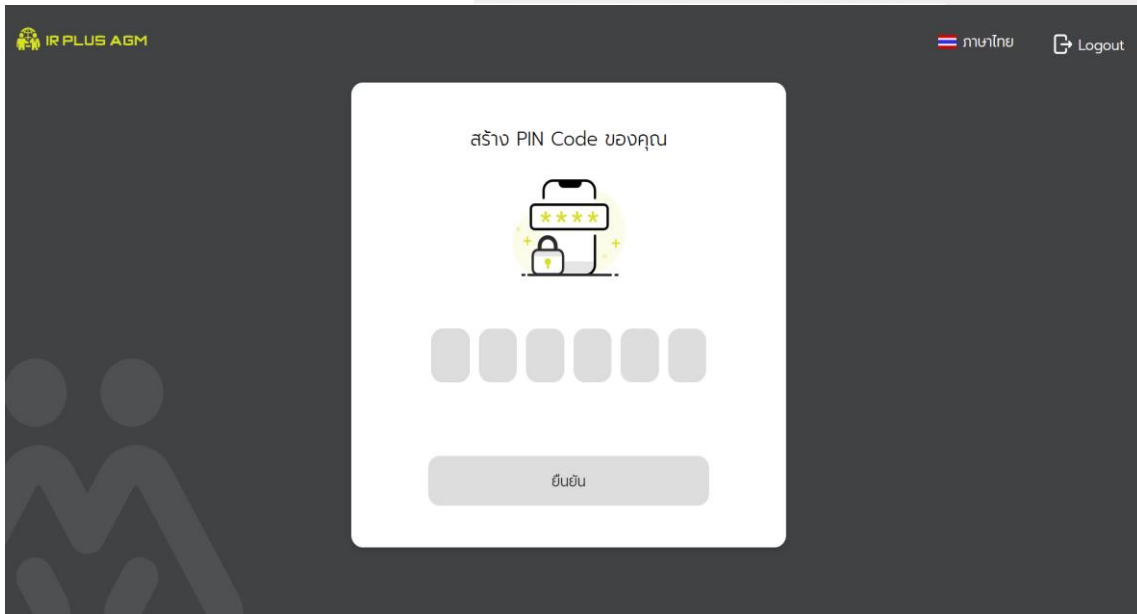 IR PLUS AGM
ภาษาไทย
Logout
สร้าง PIN Code ของคุณ
****
ยืนยัน